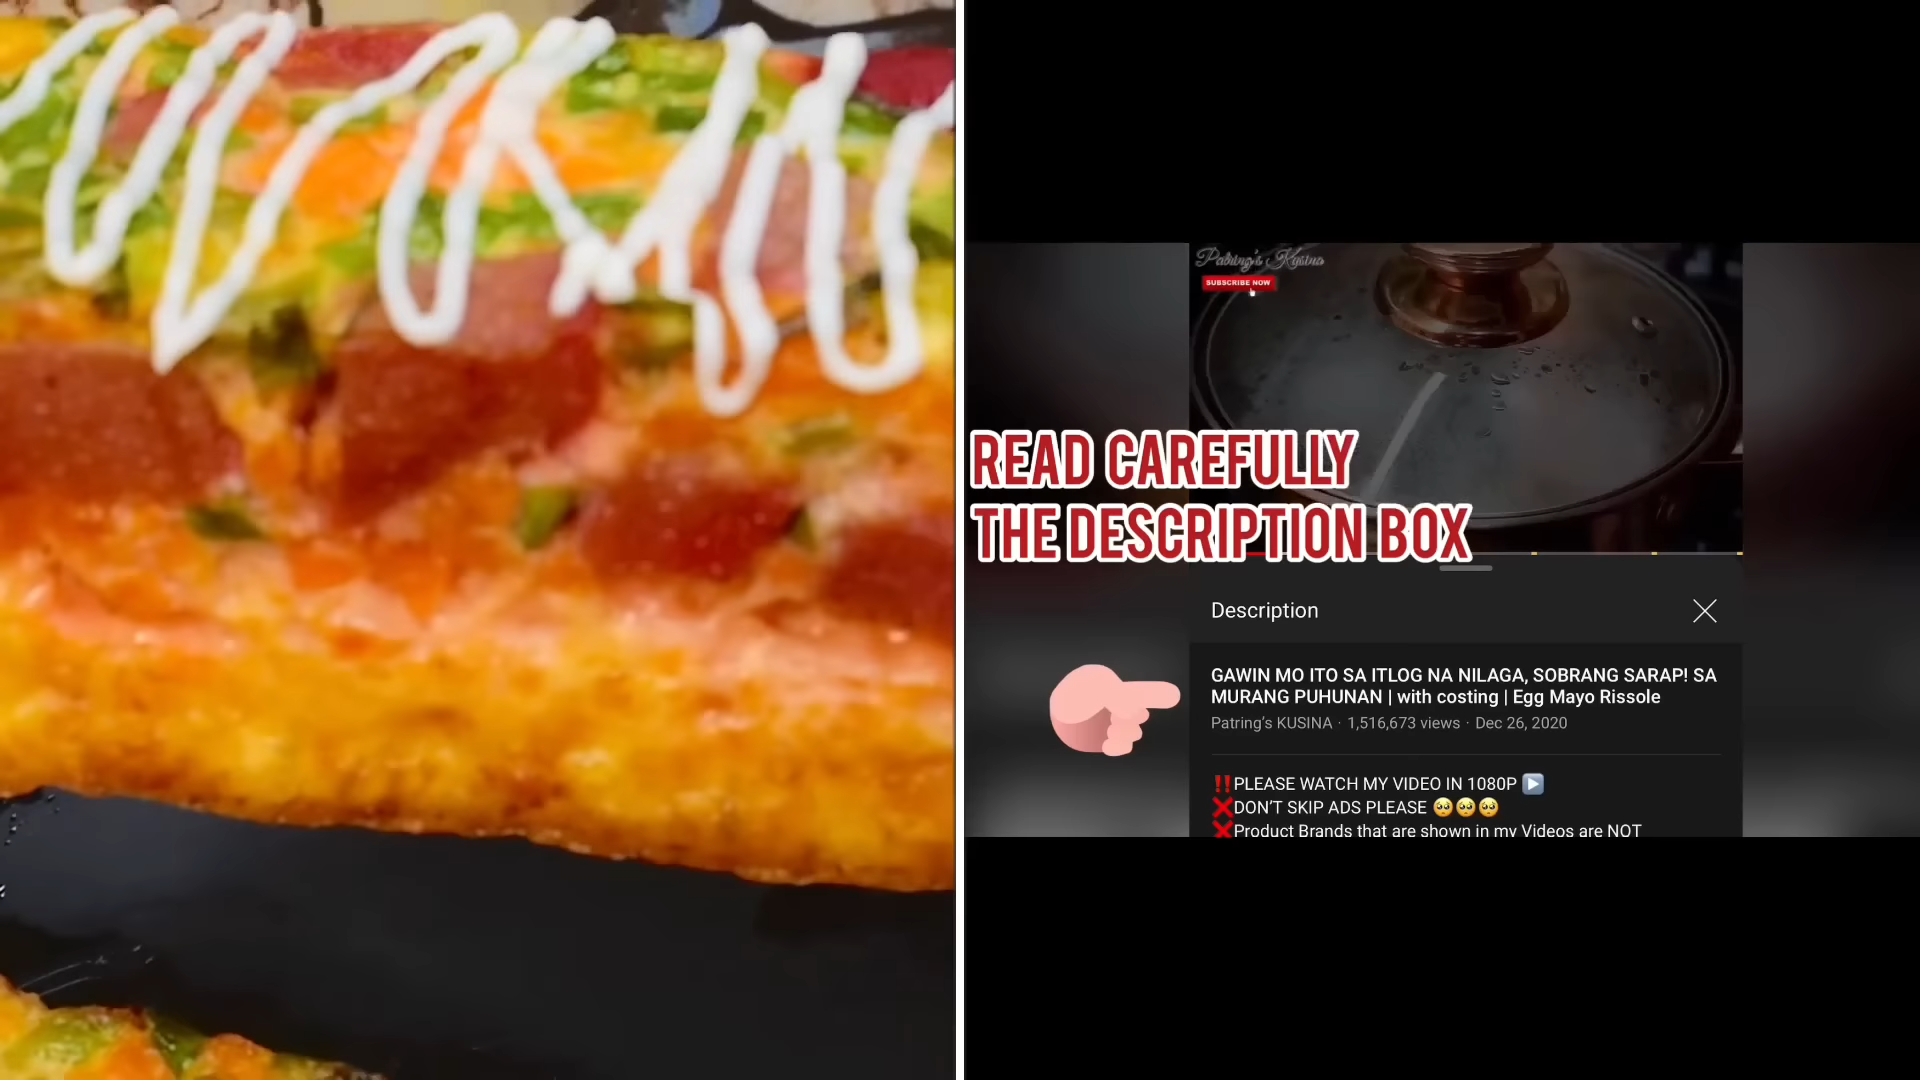 Patring's Kusina
SUBSCRIBE NOW
READ CAREFULLY
THE DESCRIPTION BOX
Description
GAWIN MO ITO SA ITLOG NA NILAGA, SOBRANG SARAP! SA
MURANG PUHUNAN | with costing | Egg Mayo Rissole
Patring's KUSINA · 1,516,673 views · Dec 26, 2020
‼️PLEASE WATCH MY VIDEO IN 1080P ▶️
❌DON'T SKIP ADS PLEASE 🥺🥺🥺
❌Product Brands that are shown in my Videos are NOT